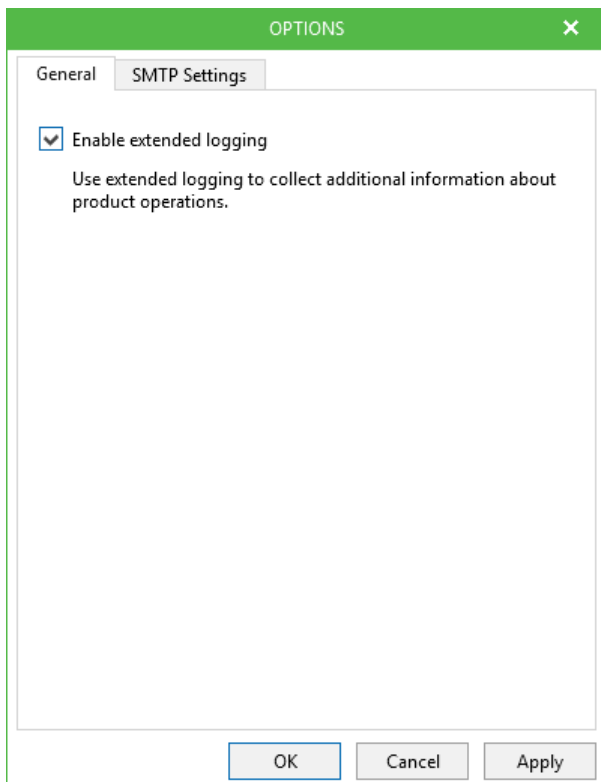 OPTIONS
General
SMTP Settings
Enable extended logging
Use extended logging to collect additional information about
product operations.
OK
Cancel
Apply